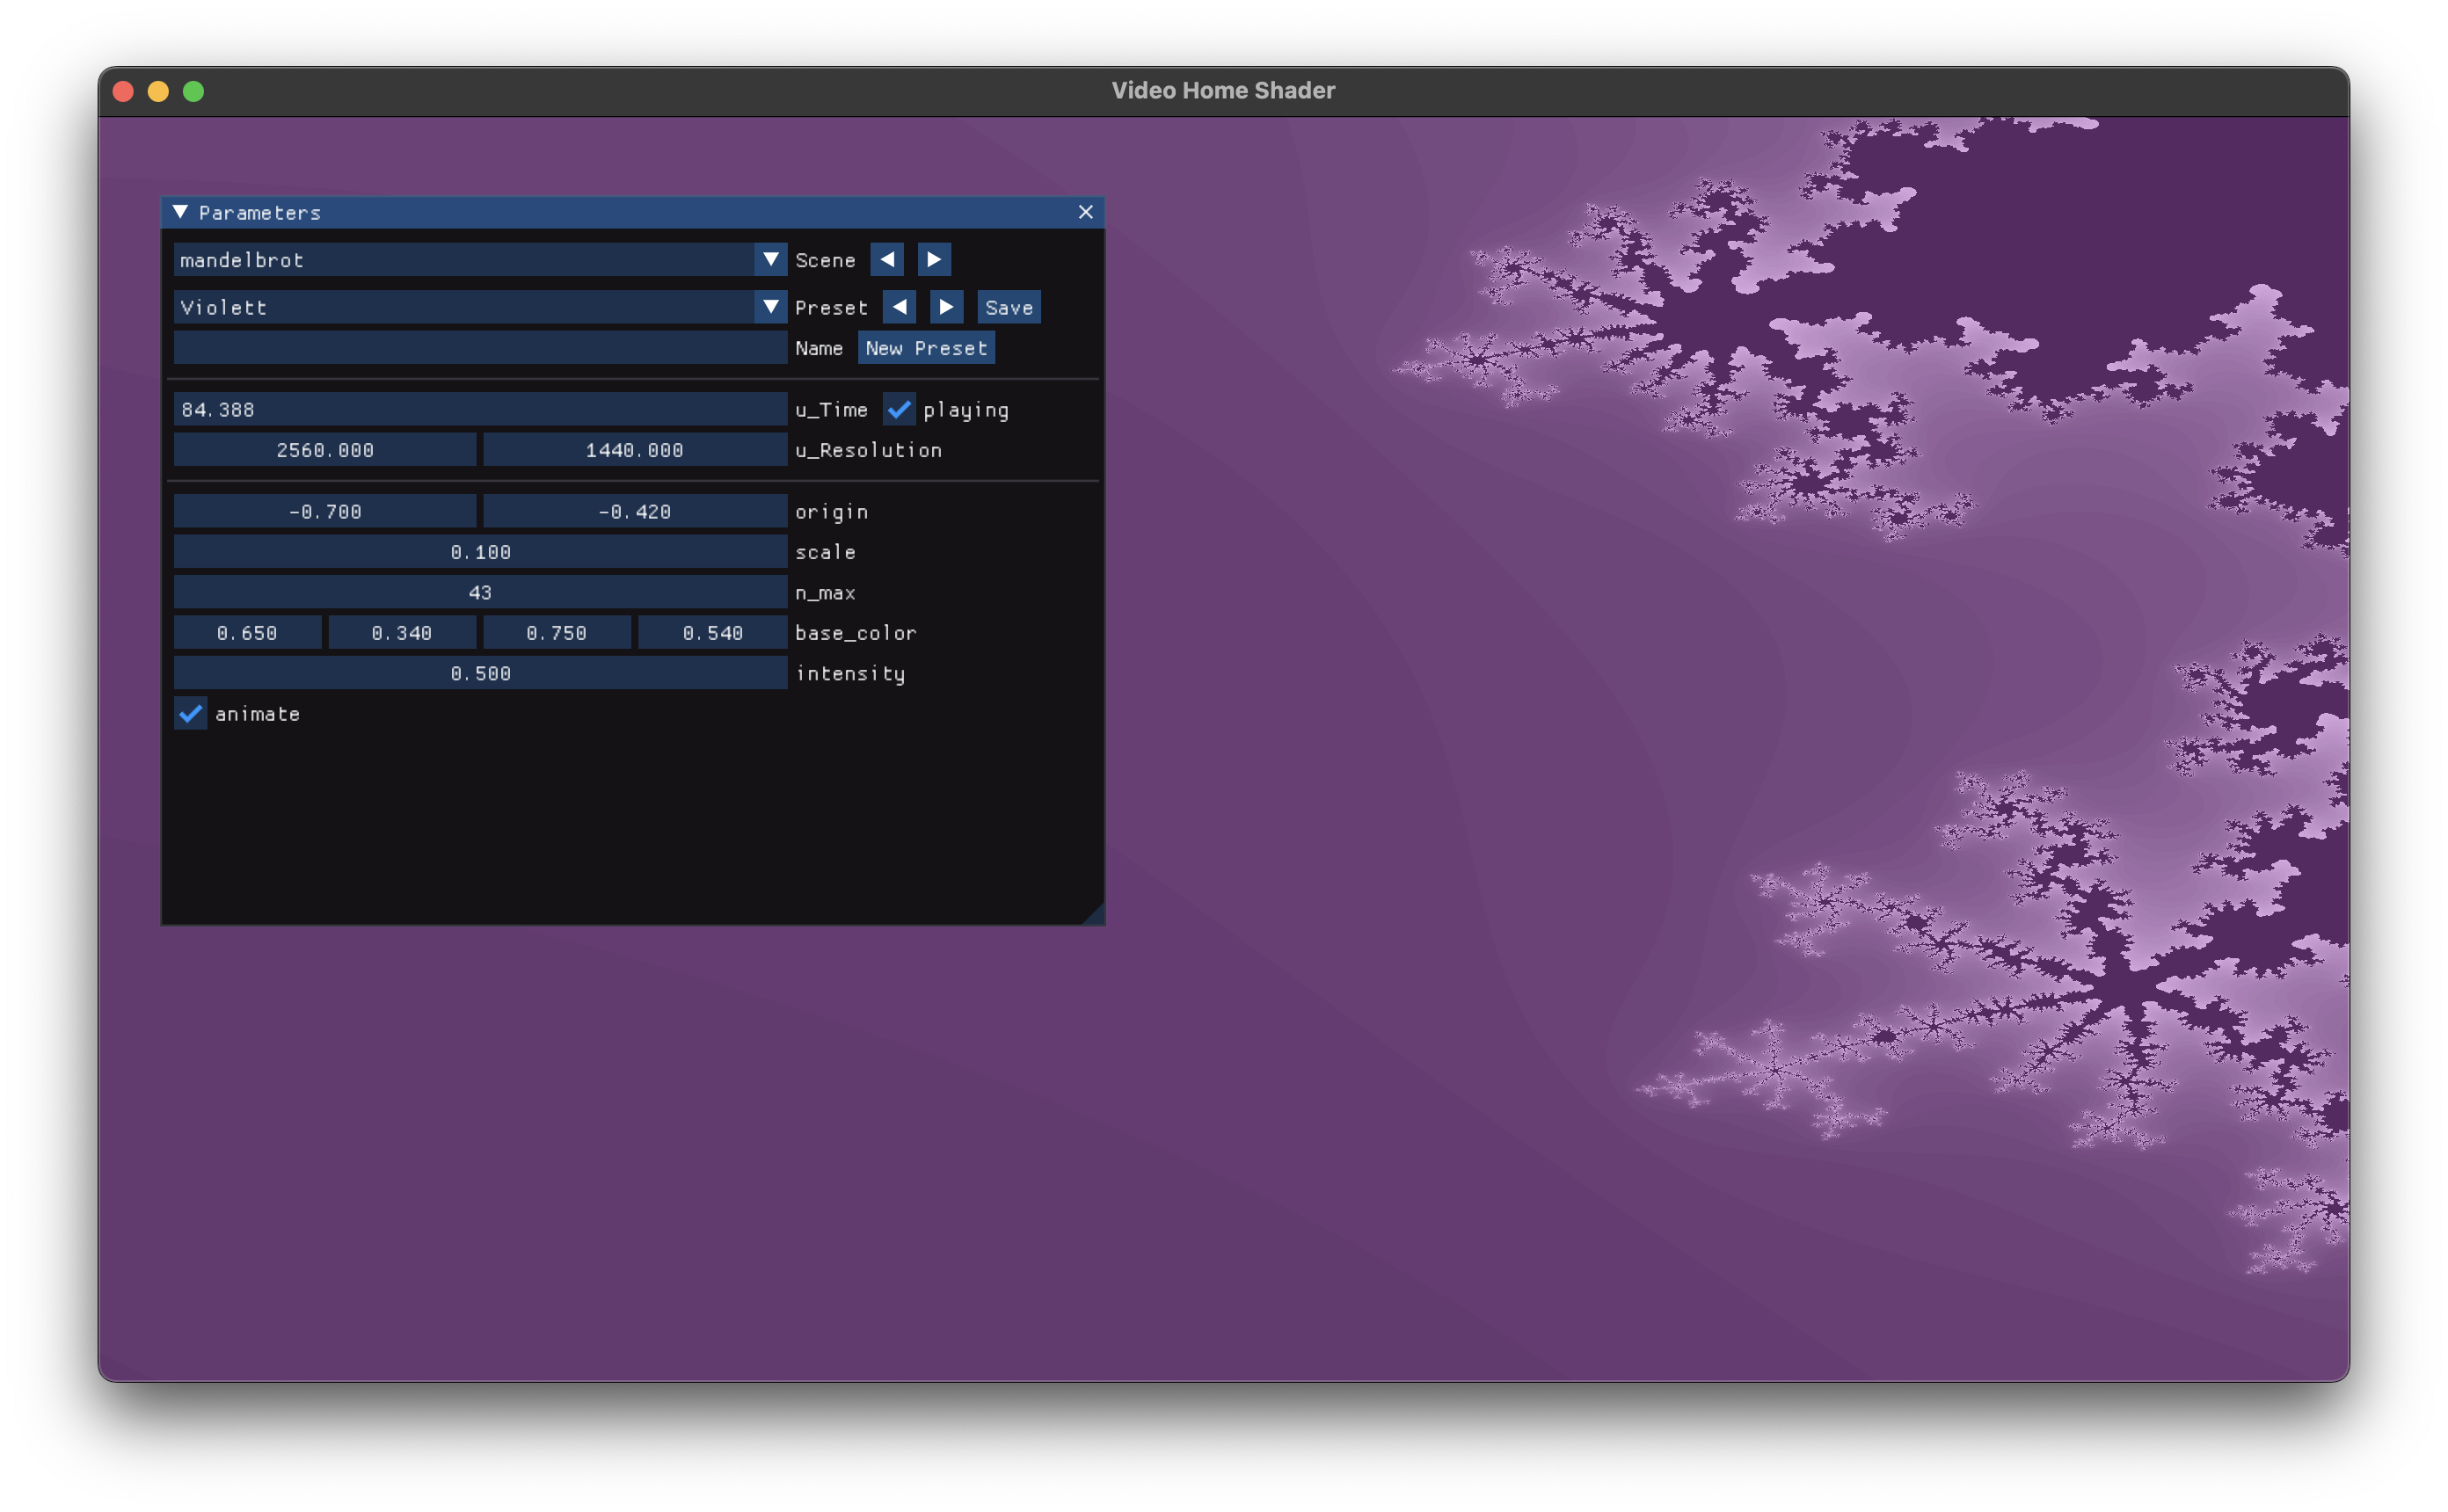 Video Home Shader
Parameters
mandelbrot Scene
Violett Preset Save
Name New Preset
84.388 u_Time playing
2560.000 1440.000 u_Resolution
-0.700 -0.420 origin
0.100 scale
43 n_max
0.650 0.340 0.750 0.540 base_color
0.500 intensity
animate